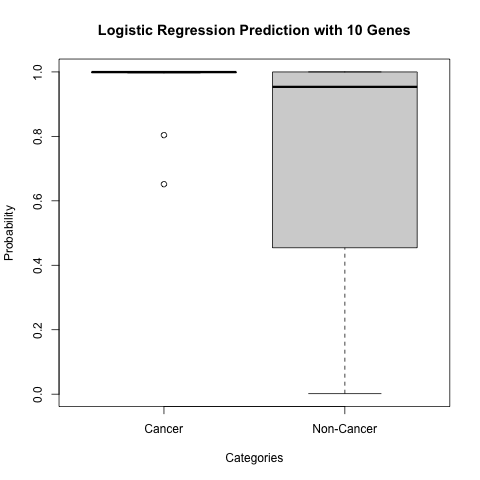 Logistic Regression Prediction with 10 Genes
Probability
1.0
0.8
0.6
0.4
0.2
0.0
Cancer
Non-Cancer
Categories